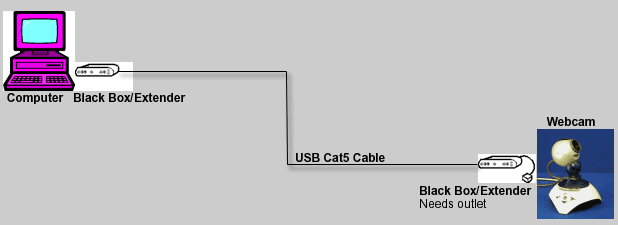 Computer
Black Box/Extender
Webcam
USB Cat5 Cable
Black Box/Extender
Needs outlet